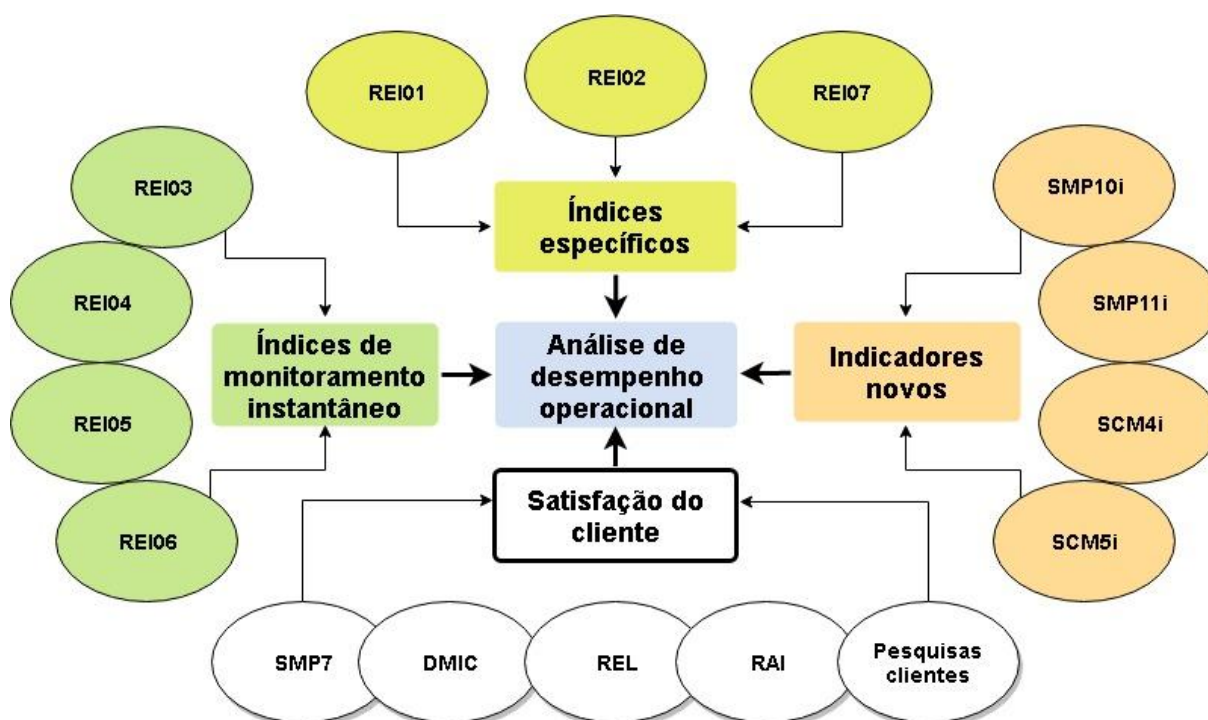 REI01
REI02
REI07
REI03
REI04
REI05
REI06
Índices
específicos
SMP10i
SMP11i
SCM4i
SCM5i
Índices de
monitoramento
instantâneo
Análise de
desempenho
operacional
Indicadores
novos
Satisfação do
cliente
SMP7
DMIC
REL
RAI
Pesquisas
clientes